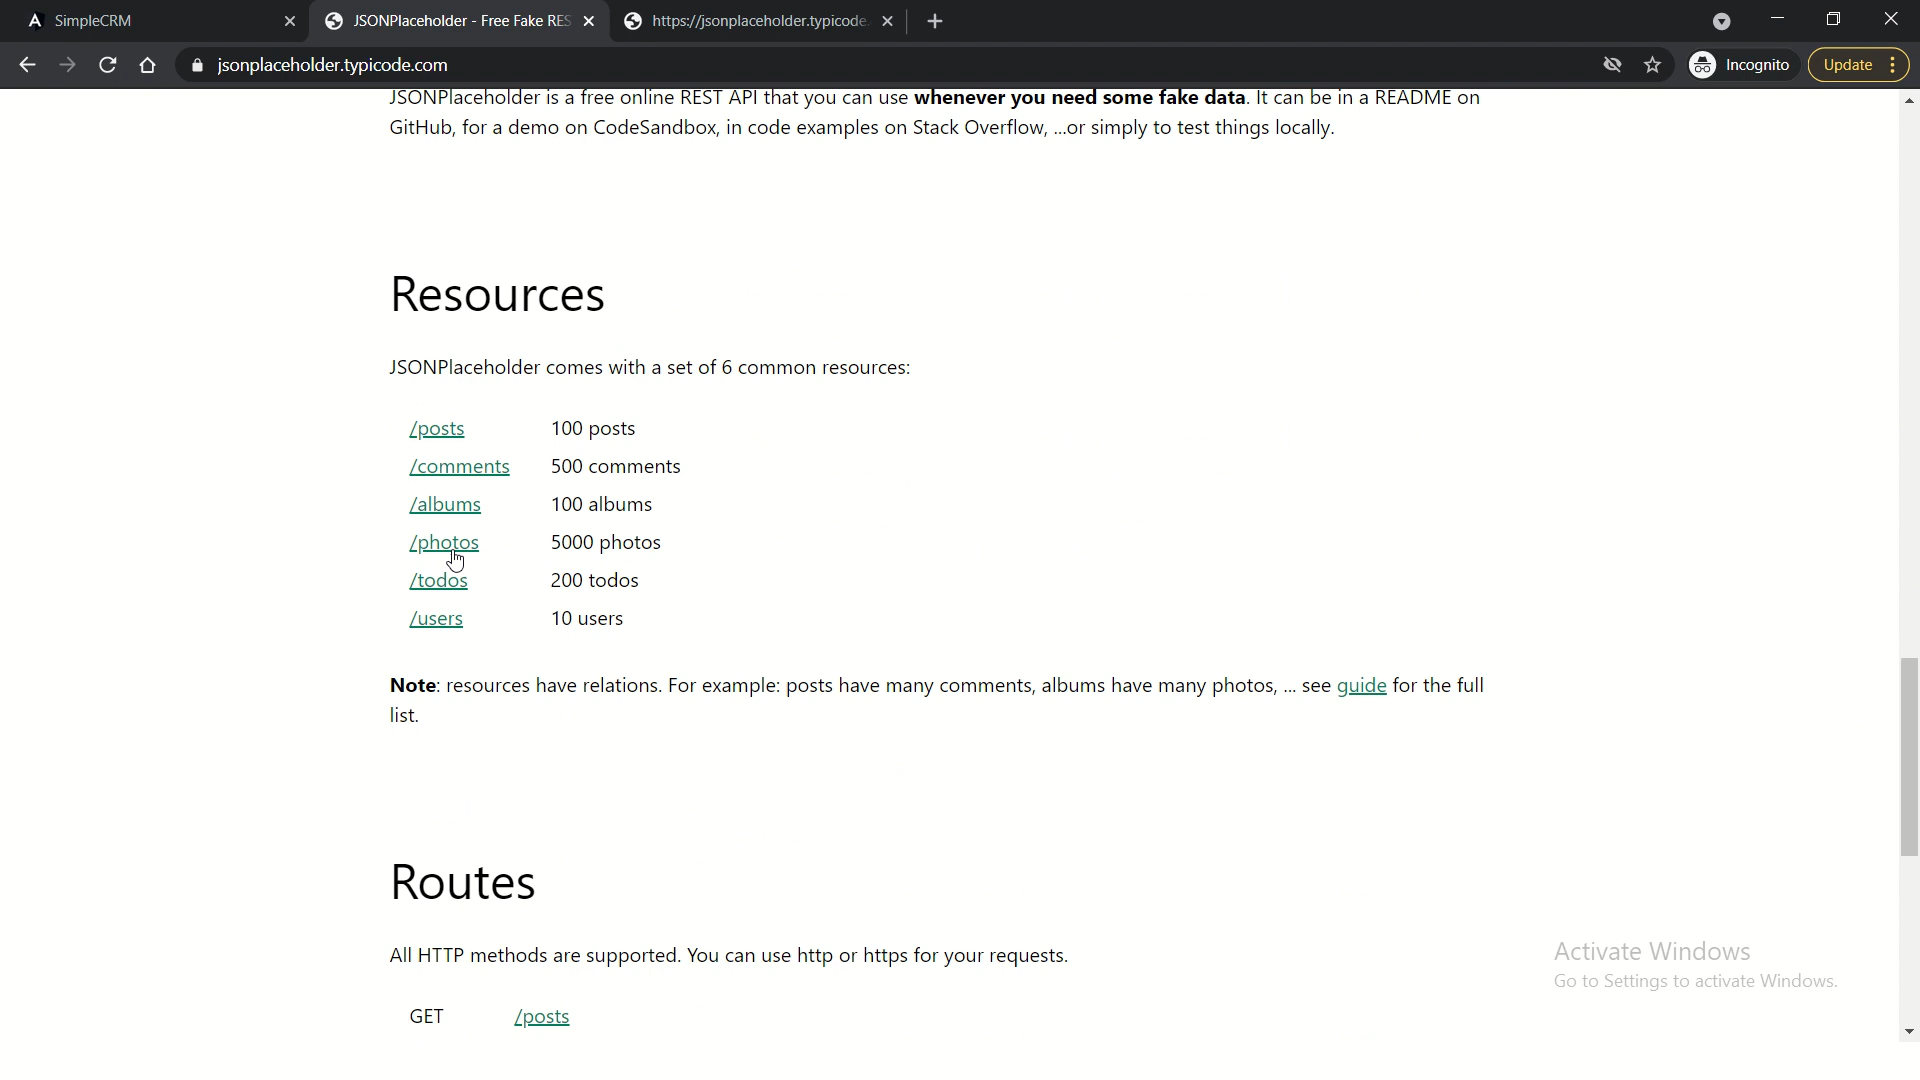 SimpleCRM
JSONPlaceholder - Free Fake RES
https://jsonplaceholder.typicode.
jsonplaceholder.typicode.com
Incognito
Update
JSONPlaceholder is a free online REST API that you can use whenever you need some fake data. It can be in a README on
GitHub, for a demo on CodeSandbox, in code examples on Stack Overflow, ...or simply to test things locally.
Resources
JSONPlaceholder comes with a set of 6 common resources:
/posts 100 posts
/comments 500 comments
/albums 100 albums
/photos 5000 photos
/todos 200 todos
/users 10 users
Note: resources have relations. For example: posts have many comments, albums have many photos, ... see guide for the full
list.
Routes
All HTTP methods are supported. You can use http or https for your requests.
GET /posts
Activate Windows
Go to Settings to activate Windows.